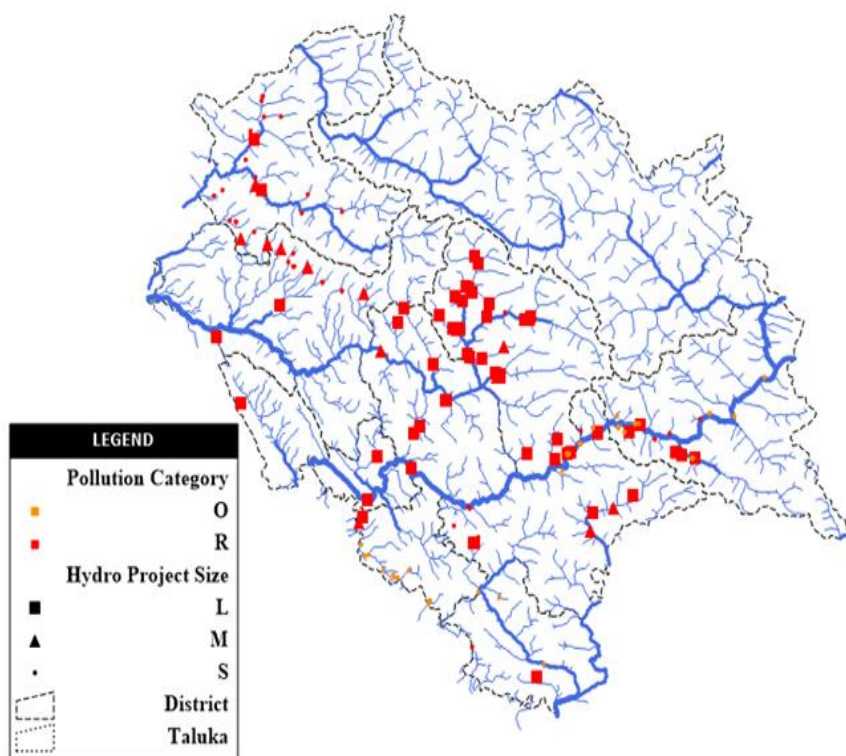 LEGEND
Pollution Category
O
R
Hydro Project Size
L
M
S
District
Taluka